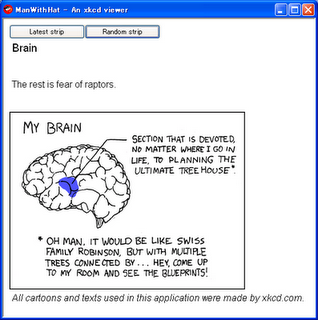 ManWithHat - An xkcd viewer
Latest strip
Random strip
Brain
The rest is fear of raptors.
MY BRAIN
SECTION THAT IS DEVOTED,
NO MATTER WHERE I GO IN
LIFE, TO PLANNING THE
ULTIMATE TREE HOUSE*
* OH MAN, IT WOULD BE LIKE SWISS
FAMILY ROBINSON, BUT WITH MULTIPLE
TREES CONNECTED BY... HEY, COME UP
TO MY ROOM AND SEE THE BLUEPRINTS!
All cartoons and texts used in this application were made by xkcd.com.